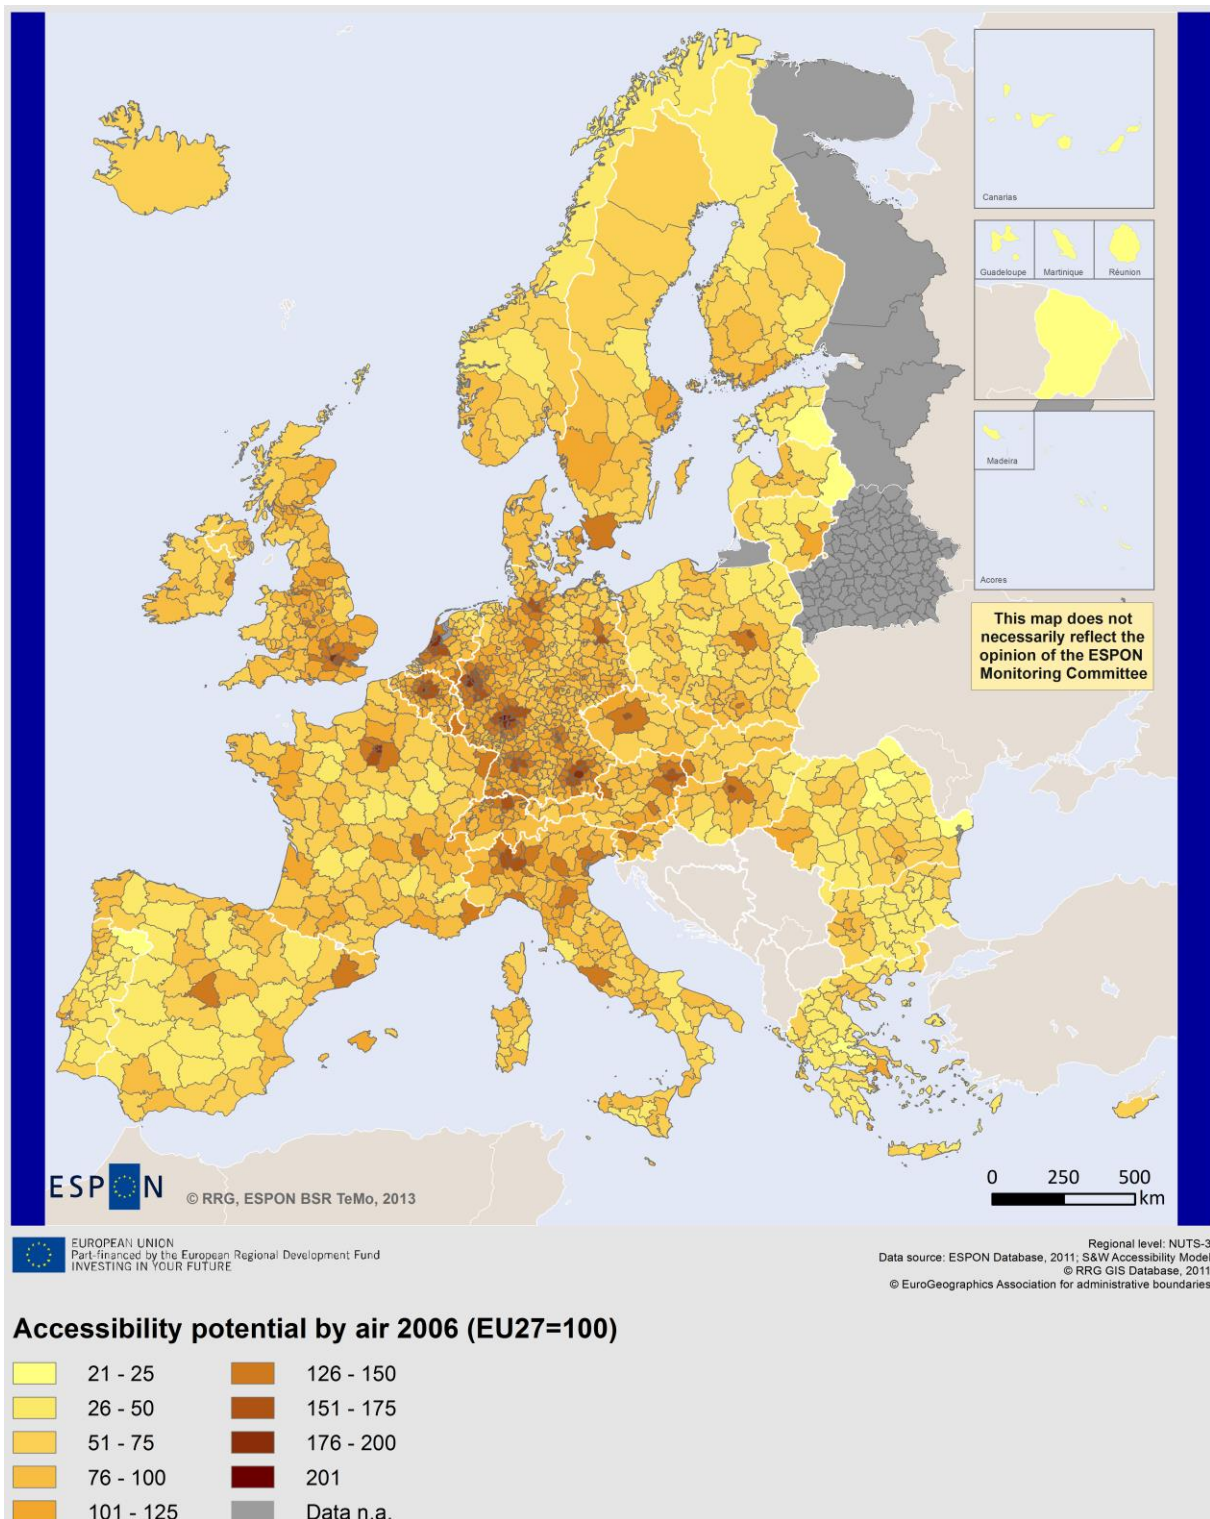 Canarias
Guadeloupe
Martinique
Réunion
Madeira
Acores
This map does not
necessarily reflect the
opinion of the ESPON
Monitoring Committee
ESPON
© RRG, ESPON BSR TeMo, 2013
0 250 500
km
EUROPEAN UNION
Part-financed by the European Regional Development Fund
INVESTING IN YOUR FUTURE
Regional level: NUTS-3
Data source: ESPON Database, 2011; S&W Accessibility Model
© RRG GIS Database, 2011
© EuroGeographics Association for administrative boundaries
Accessibility potential by air 2006 (EU27=100)
21 - 25
26 - 50
51 - 75
76 - 100
101 - 125
126 - 150
151 - 175
176 - 200
201
Data n.a.